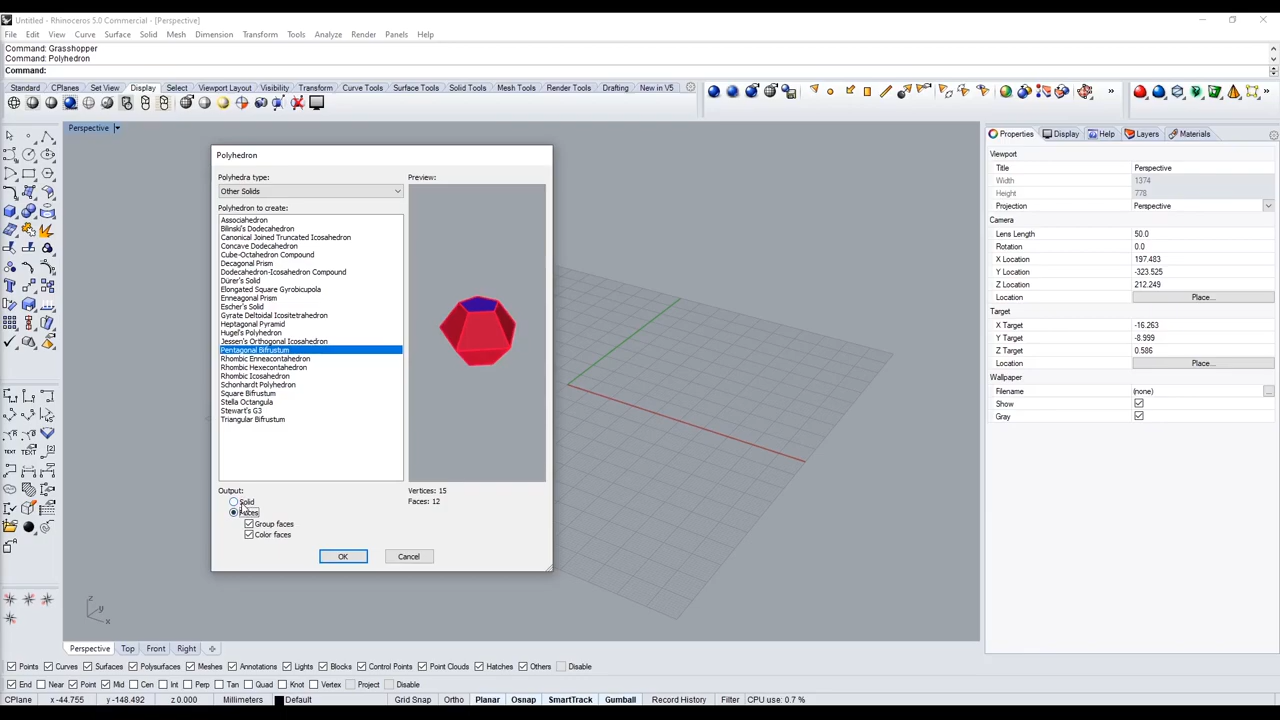 Untitled - Rhinoceros 5.0 Commercial - [Perspective]
File Edit View Curve Surface Solid Mesh Dimension Transform Tools Analyze Render Panels Help
Command: Grasshopper
Command: Polyhedron
Command:
Standard CPlanes Set View Display Select Viewport Layout Visibility Transform Curve Tools Surface Tools Solid Tools Mesh Tools Render Tools Drafting New in V5
Perspective
Polyhedron
Polyhedra type:
Other Solids
Polyhedron to create:
Associahedron
Bilinski's Dodecahedron
Canonical Joined Truncated Icosahedron
Concave Dodecahedron
Cube-Octahedron Compound
Decagonal Prism
Dodecahedron-Icosahedron Compound
Dürer's Solid
Elongated Square Gyrobicupola
Enneagonal Prism
Escher's Solid
Gyrate Deltoidal Icositetrahedron
Heptagonal Pyramid
Hugel's Polyhedron
Jessen's Orthogonal Icosahedron
Pentagonal Bifrustum
Rhombic Enneacontahedron
Rhombic Hexecontahedron
Rhombic Icosahedron
Schonhardt Polyhedron
Square Bifrustum
Stella Octangula
Stewart's G3
Triangular Bifrustum
Output:
Solid
Faces
Group faces
Color faces
Preview:
Vertices: 15
Faces: 12
OK Cancel
Properties Display Help Layers Materials
Viewport
Title Perspective
Width 1374
Height 778
Projection Perspective
Camera
Lens Length 50.0
Rotation 0.0
X Location 197.483
Y Location -323.525
Z Location 212.249
Location Place...
Target
X Target -16.263
Y Target -8.999
Z Target 0.586
Location Place...
Wallpaper
Filename (none) ...
Show
Gray
z
y
x
TEXT TEXT
Perspective Top Front Right
Points Curves Surfaces Polysurfaces Meshes Annotations Lights Blocks Control Points Point Clouds Hatches Others Disable
End Near Point Mid Cen Int Perp Tan Quad Knot Vertex Project Disable
CPlane x -44.755 y -148.492 z 0.000 Millimeters Default Grid Snap Ortho Planar Osnap SmartTrack Gumball Record History Filter CPU use: 0.7 %